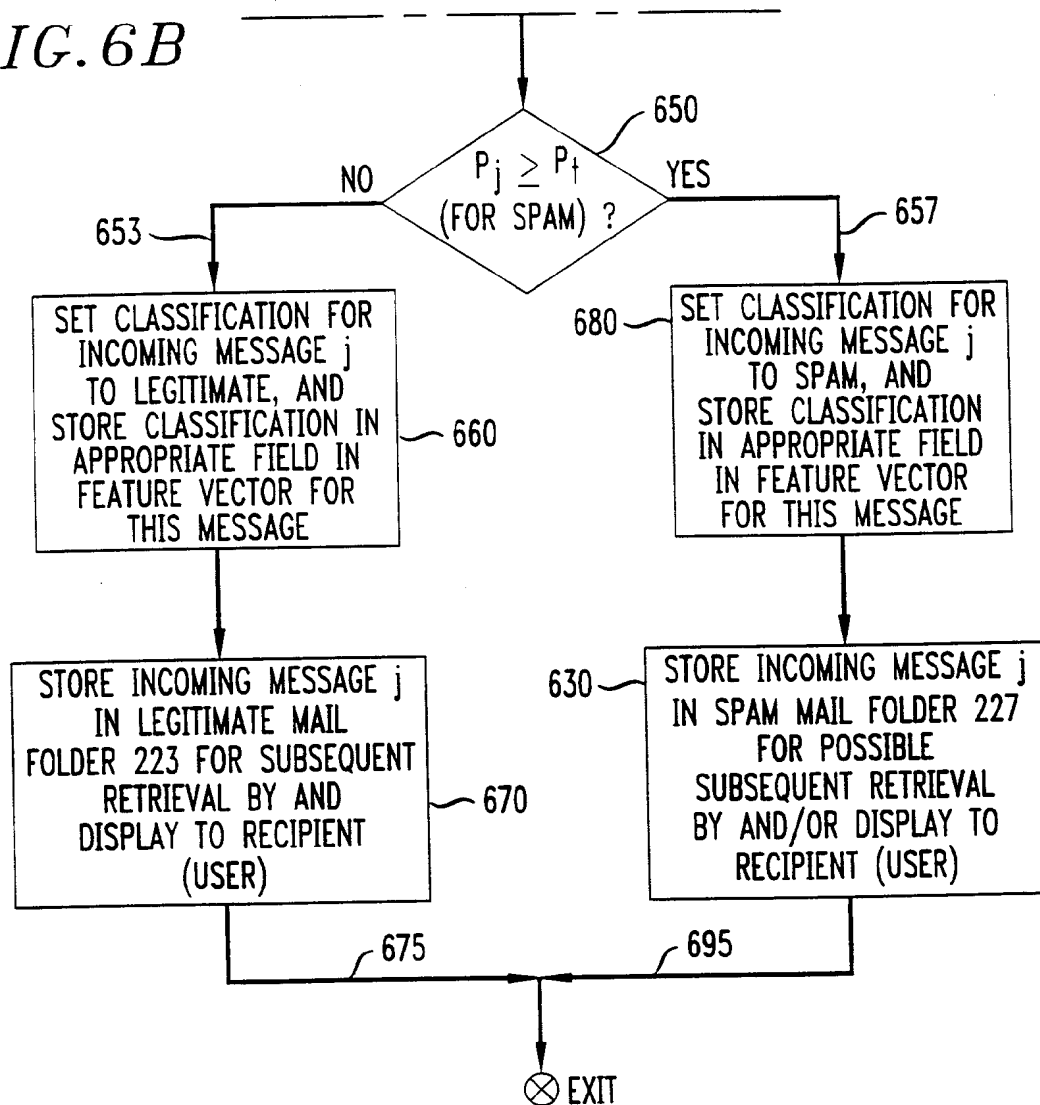 IG. 6B
650
P j ≥ P t
(FOR SPAM) ?
NO
YES
653
657
SET CLASSIFICATION FOR
INCOMING MESSAGE j
TO LEGITIMATE, AND
STORE CLASSIFICATION IN
APPROPRIATE FIELD IN
FEATURE VECTOR FOR
THIS MESSAGE
660
680
SET CLASSIFICATION FOR
INCOMING MESSAGE j
TO SPAM, AND
STORE CLASSIFICATION
IN APPROPRIATE FIELD
IN FEATURE VECTOR
FOR THIS MESSAGE
STORE INCOMING MESSAGE j
IN LEGITIMATE MAIL
FOLDER 223 FOR SUBSEQUENT
RETRIEVAL BY AND
DISPLAY TO RECIPIENT
(USER)
670
630
STORE INCOMING MESSAGE j
IN SPAM MAIL FOLDER 227
FOR POSSIBLE
SUBSEQUENT RETRIEVAL
BY AND/OR DISPLAY TO
RECIPIENT (USER)
675
695
EXIT